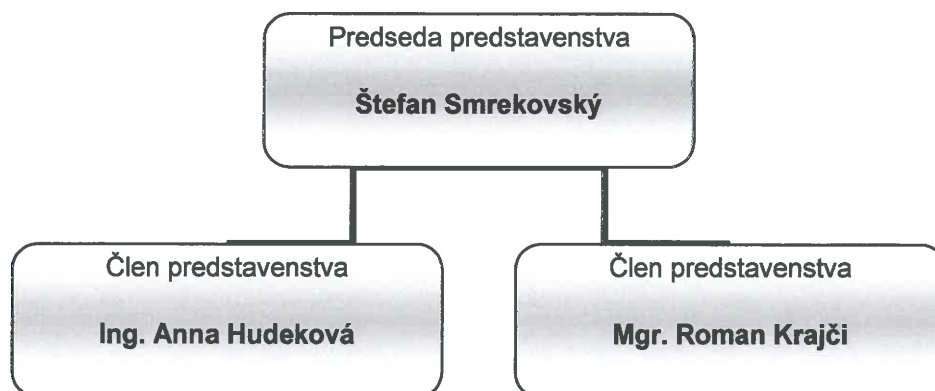 Predseda predstavenstva
Štefan Smrekovský
Člen predstavenstva
Ing. Anna Hudeková
Člen predstavenstva
Mgr. Roman Krajči